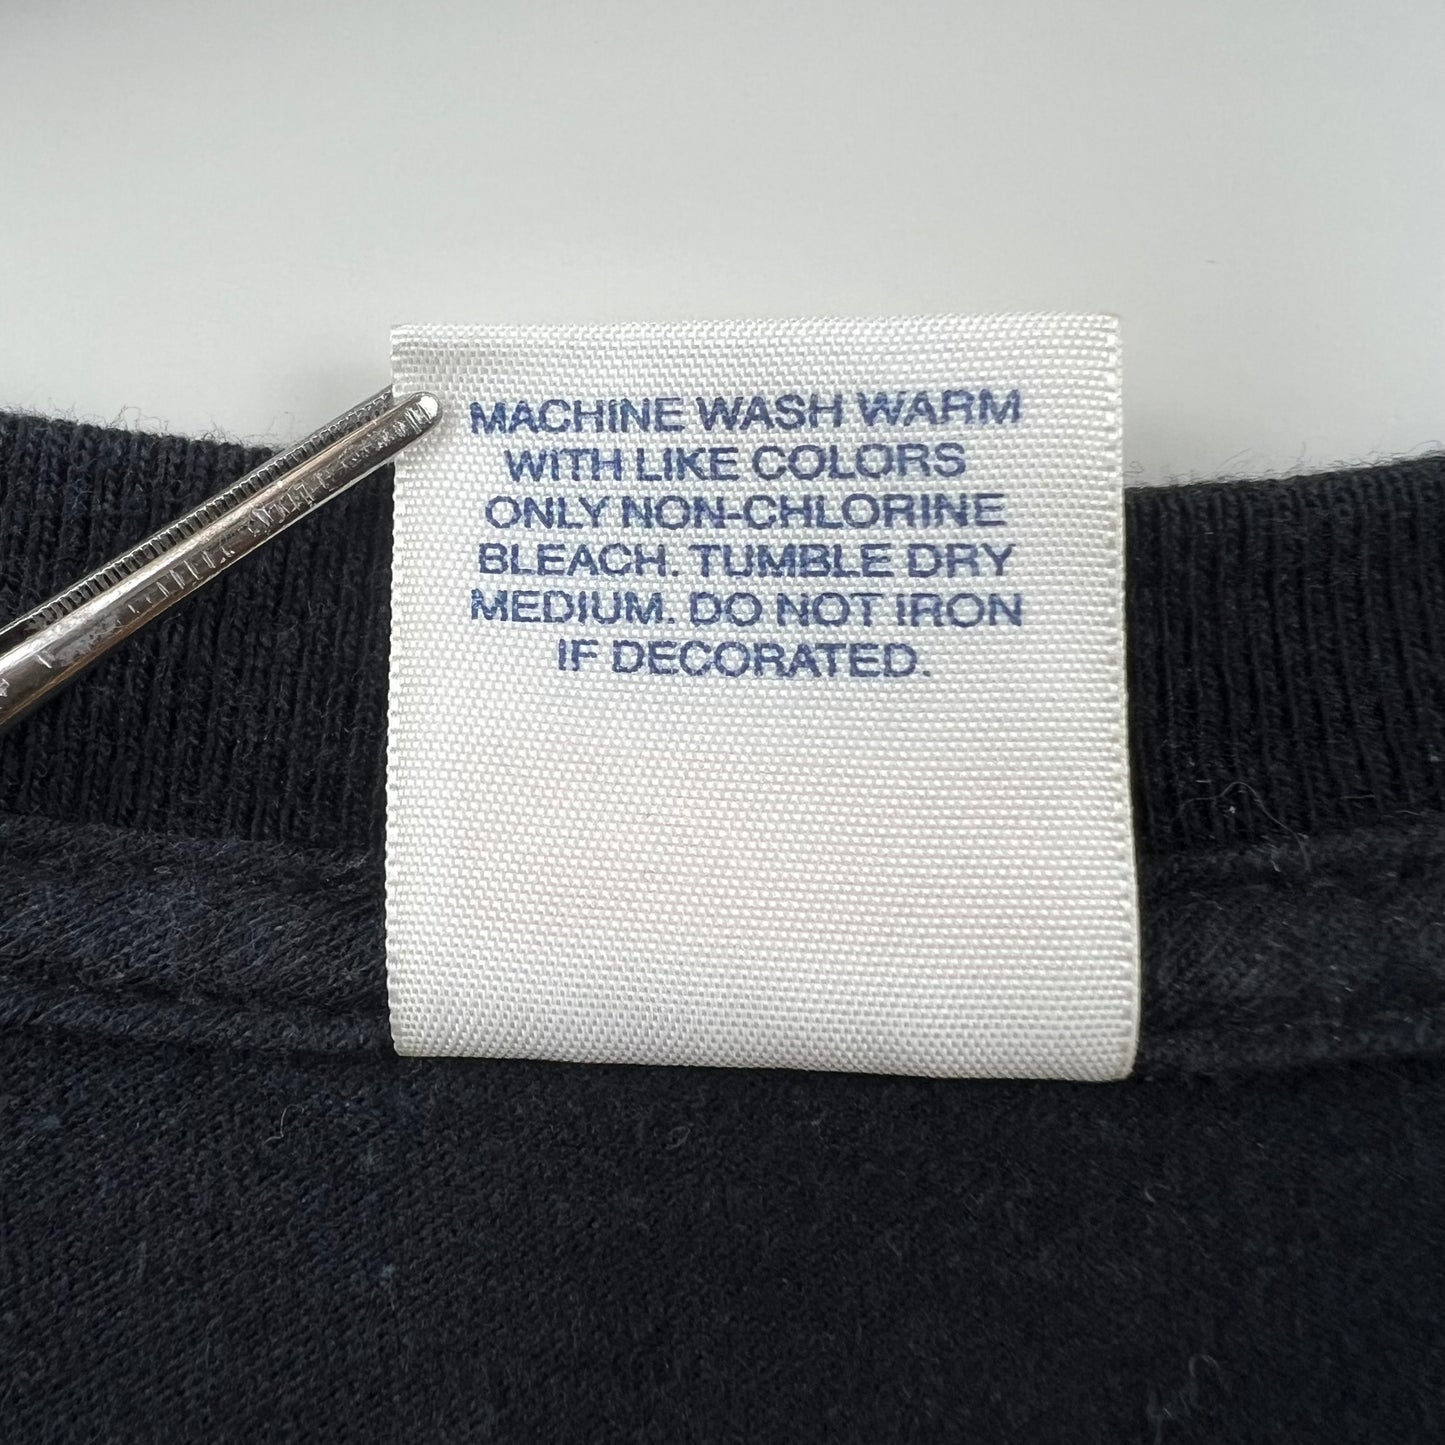 MACHINE WASH WARM
WITH LIKE COLORS
ONLY NON-CHLORINE
BLEACH. TUMBLE DRY
MEDIUM. DO NOT IRON
IF DECORATED.